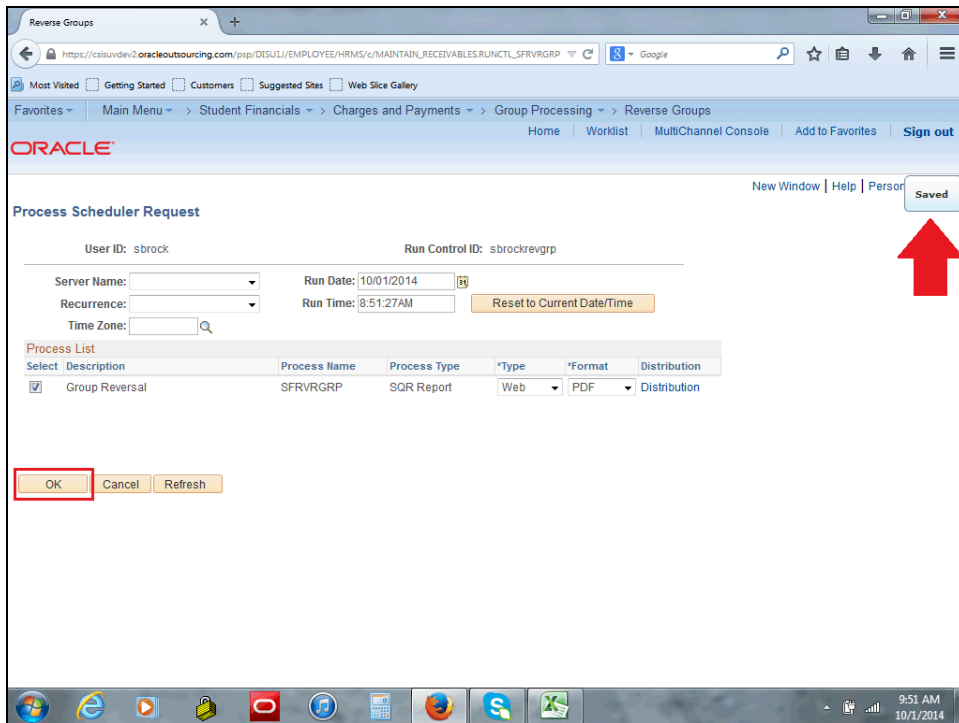 Reverse Groups
https://csisuvdev2.oracleoutsourcing.com/psp/DISU1J/EMPLOYEE/HRMS/c/MAINTAIN_RECEIVABLES.RUNCTL_SFRVRGRP
Google
Most Visited Getting Started Customers Suggested Sites Web Slice Gallery
Favorites Main Menu > Student Financials > Charges and Payments > Group Processing > Reverse Groups
Home Worklist MultiChannel Console Add to Favorites Sign out
ORACLE
New Window | Help | Person
Saved
Process Scheduler Request
User ID: sbrock Run Control ID: sbrockrevgrp
Server Name: Run Date: 10/01/2014
Recurrence: Run Time: 8:51:27AM Reset to Current Date/Time
Time Zone:
Process List
Select Description Process Name Process Type *Type *Format Distribution
Group Reversal SFRVRGRP SQR Report Web PDF Distribution
OK Cancel Refresh
9:51 AM
10/1/2014